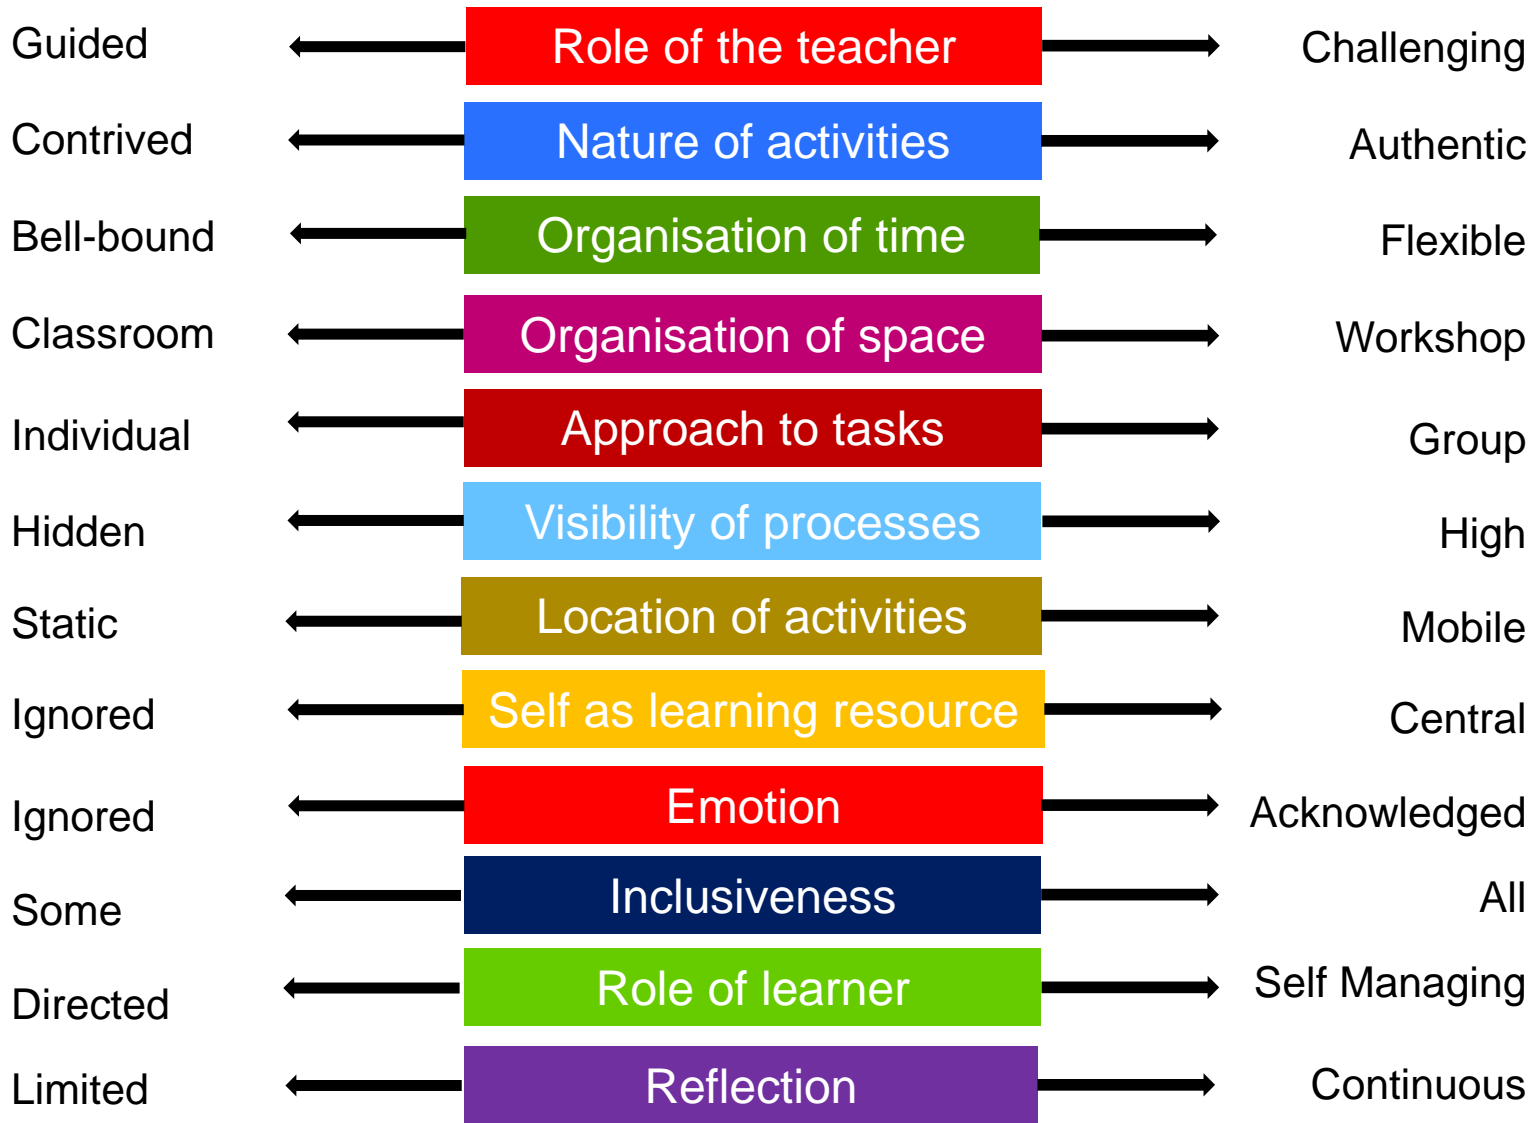 Guided Role of the teacher Challenging
Contrived Nature of activities Authentic
Bell-bound Organisation of time Flexible
Classroom Organisation of space Workshop
Individual Approach to tasks Group
Hidden Visibility of processes High
Static Location of activities Mobile
Ignored Self as learning resource Central
Ignored Emotion Acknowledged
Some Inclusiveness All
Directed Role of learner Self Managing
Limited Reflection Continuous